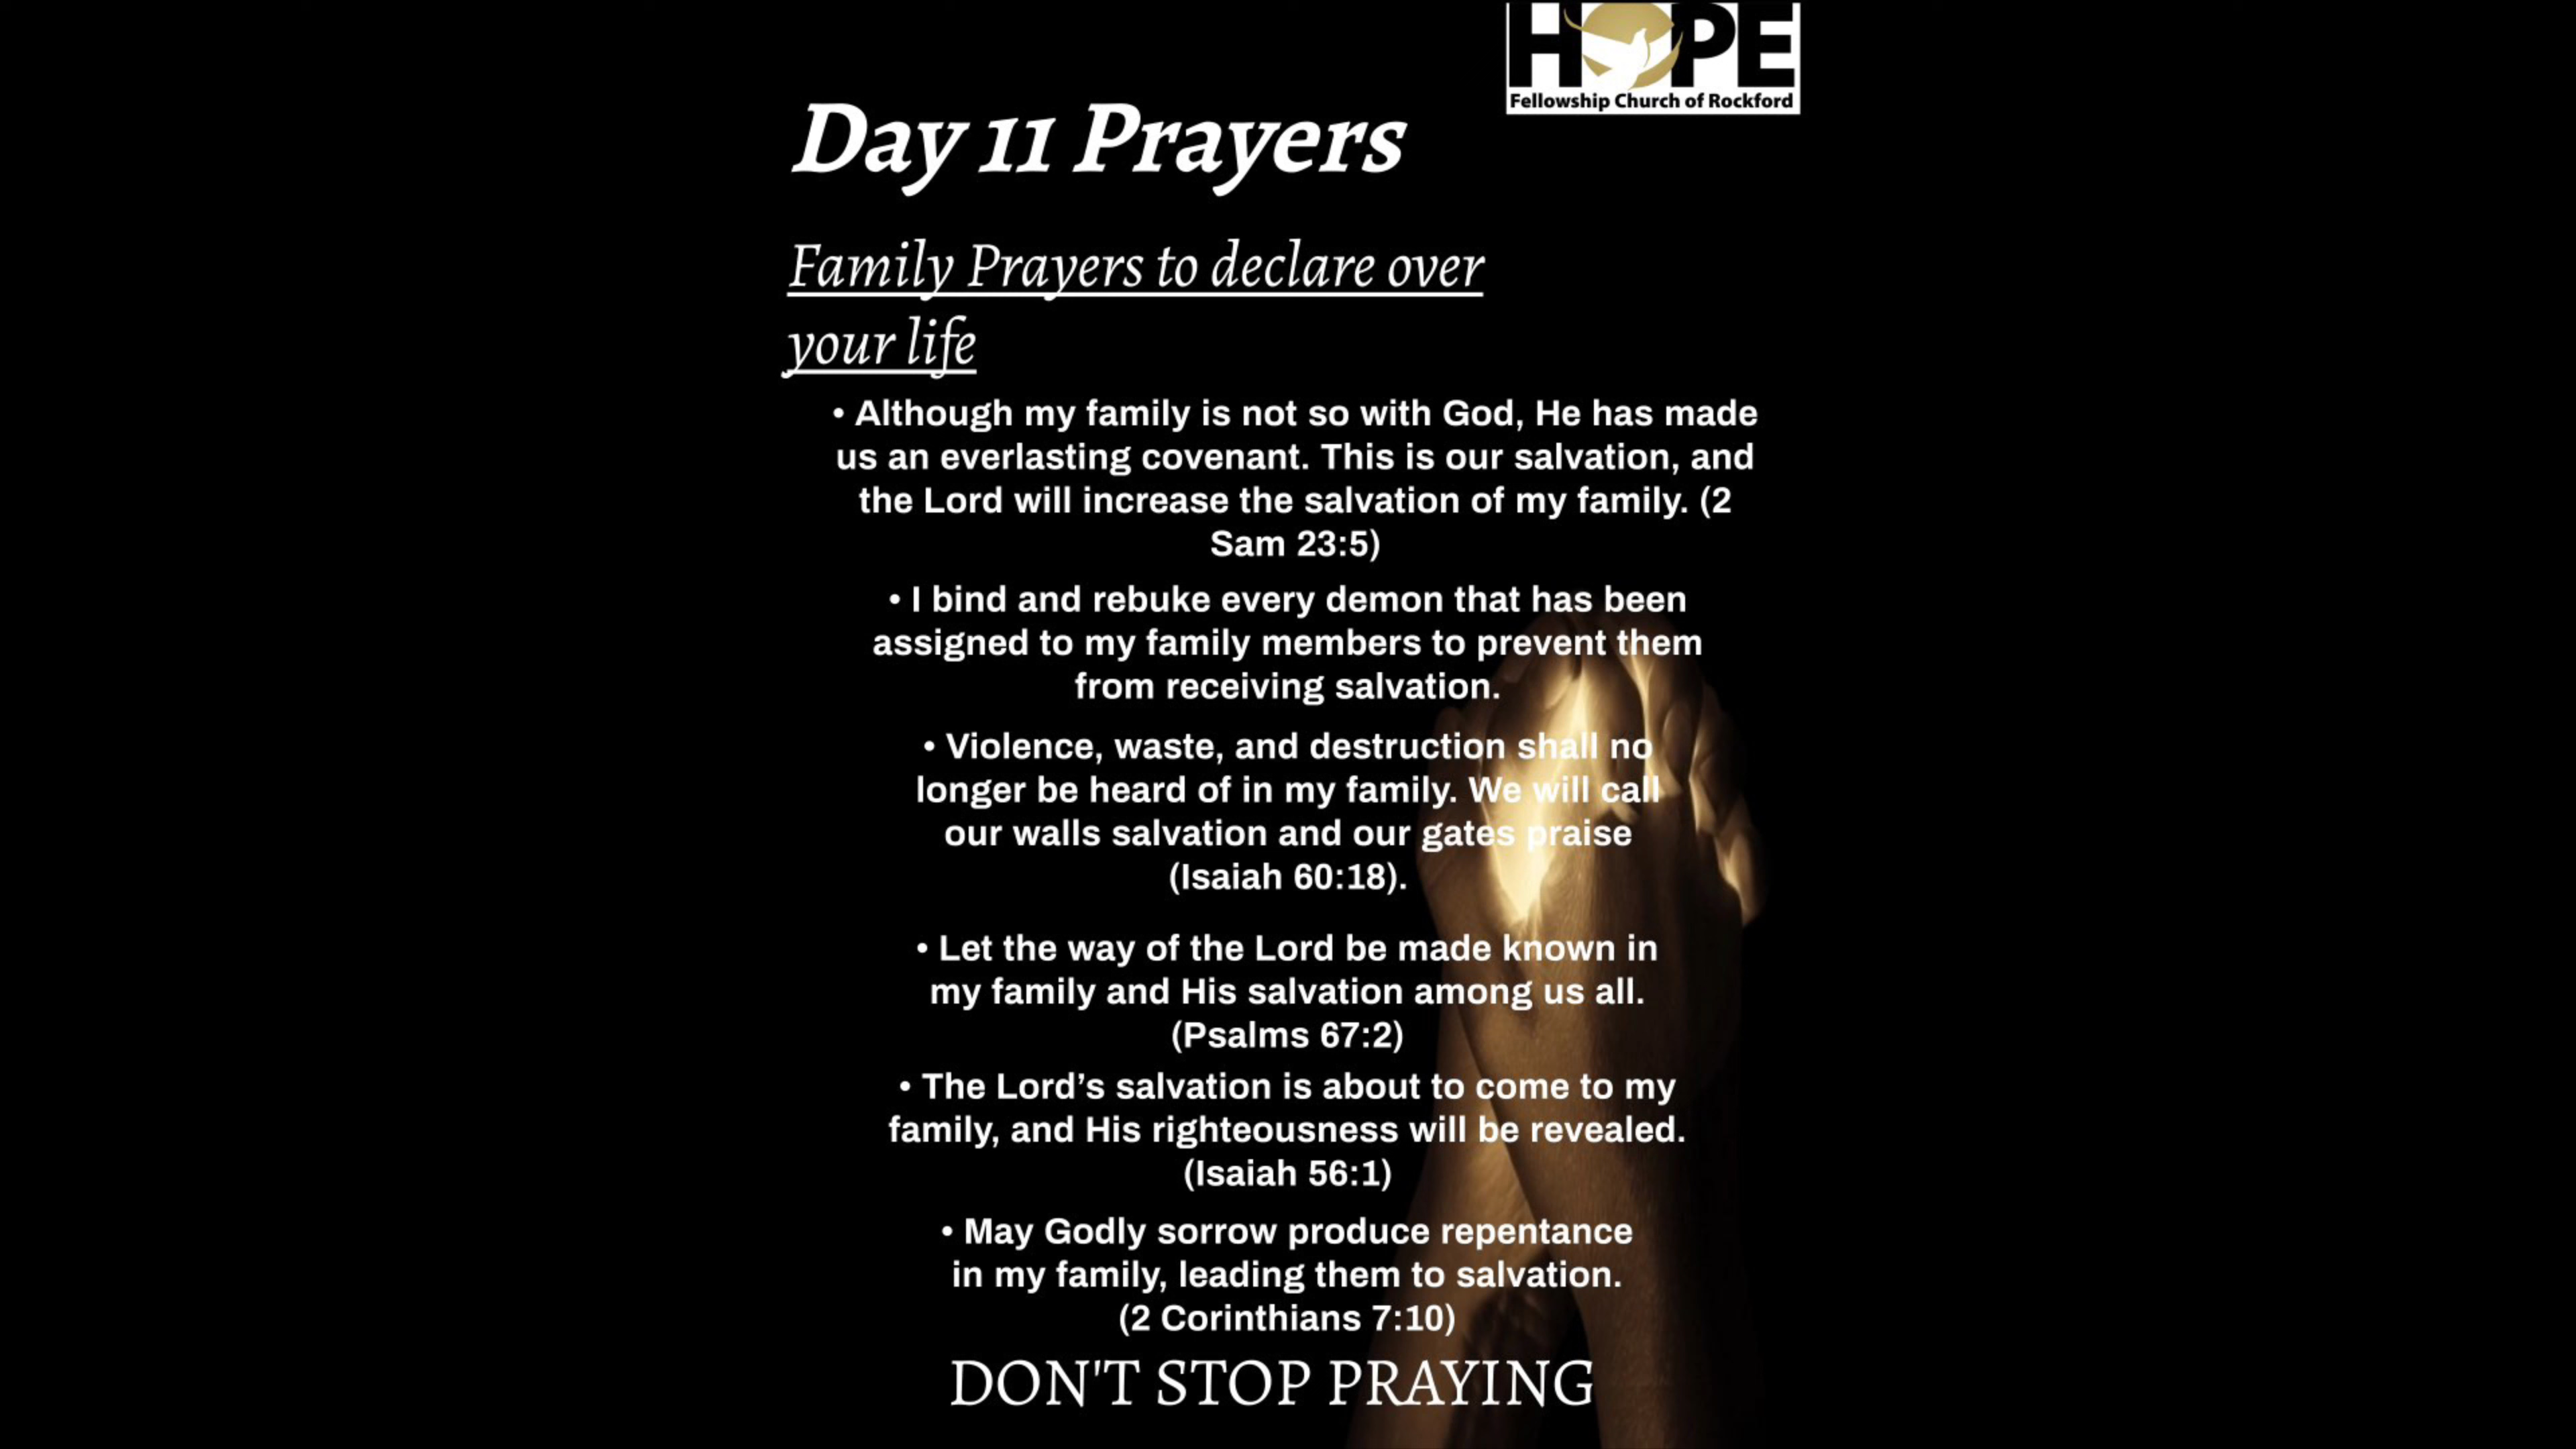 HOPE
Fellowship Church of Rockford
Day 11 Prayers
Family Prayers to declare over
your life
• Although my family is not so with God, He has made
us an everlasting covenant. This is our salvation, and
the Lord will increase the salvation of my family. (2
Sam 23:5)
• I bind and rebuke every demon that has been
assigned to my family members to prevent them
from receiving salvation.
• Violence, waste, and destruction shall no
longer be heard of in my family. We will call
our walls salvation and our gates praise
(Isaiah 60:18).
• Let the way of the Lord be made known in
my family and His salvation among us all.
(Psalms 67:2)
• The Lord’s salvation is about to come to my
family, and His righteousness will be revealed.
(Isaiah 56:1)
• May Godly sorrow produce repentance
in my family, leading them to salvation.
(2 Corinthians 7:10)
DON'T STOP PRAYING